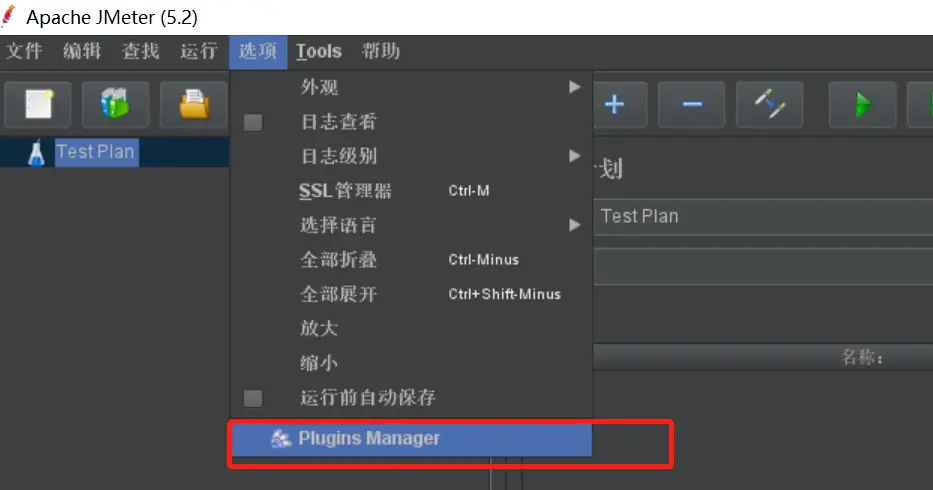 Apache JMeter (5.2)
文件 编辑 查找 运行 选项 Tools 帮助
外观
日志查看
日志级别
SSL管理器 Ctrl-M
选择语言
全部折叠 Ctrl-Minus
全部展开 Ctrl+Shift-Minus
放大
缩小
运行前自动保存
Plugins Manager
Test Plan
划
Test Plan
名称：